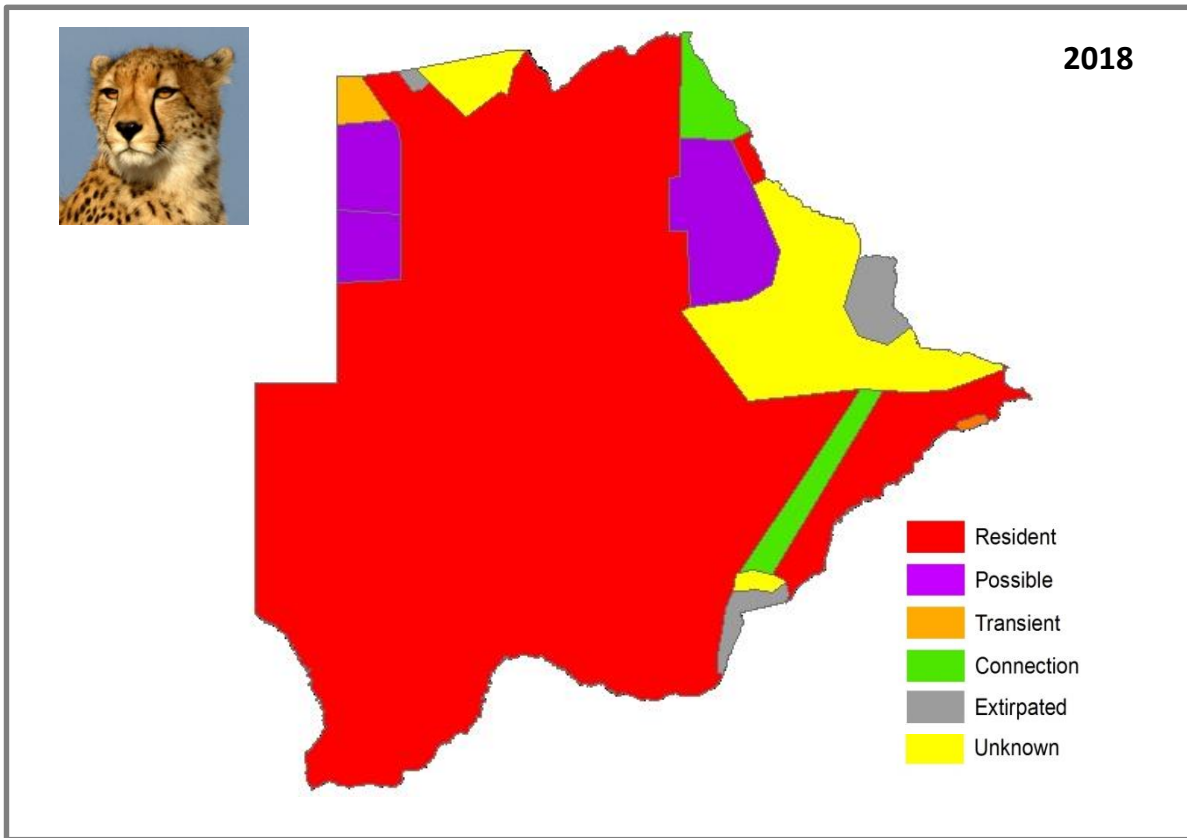 2018
Resident
Possible
Transient
Connection
Extirpated
Unknown